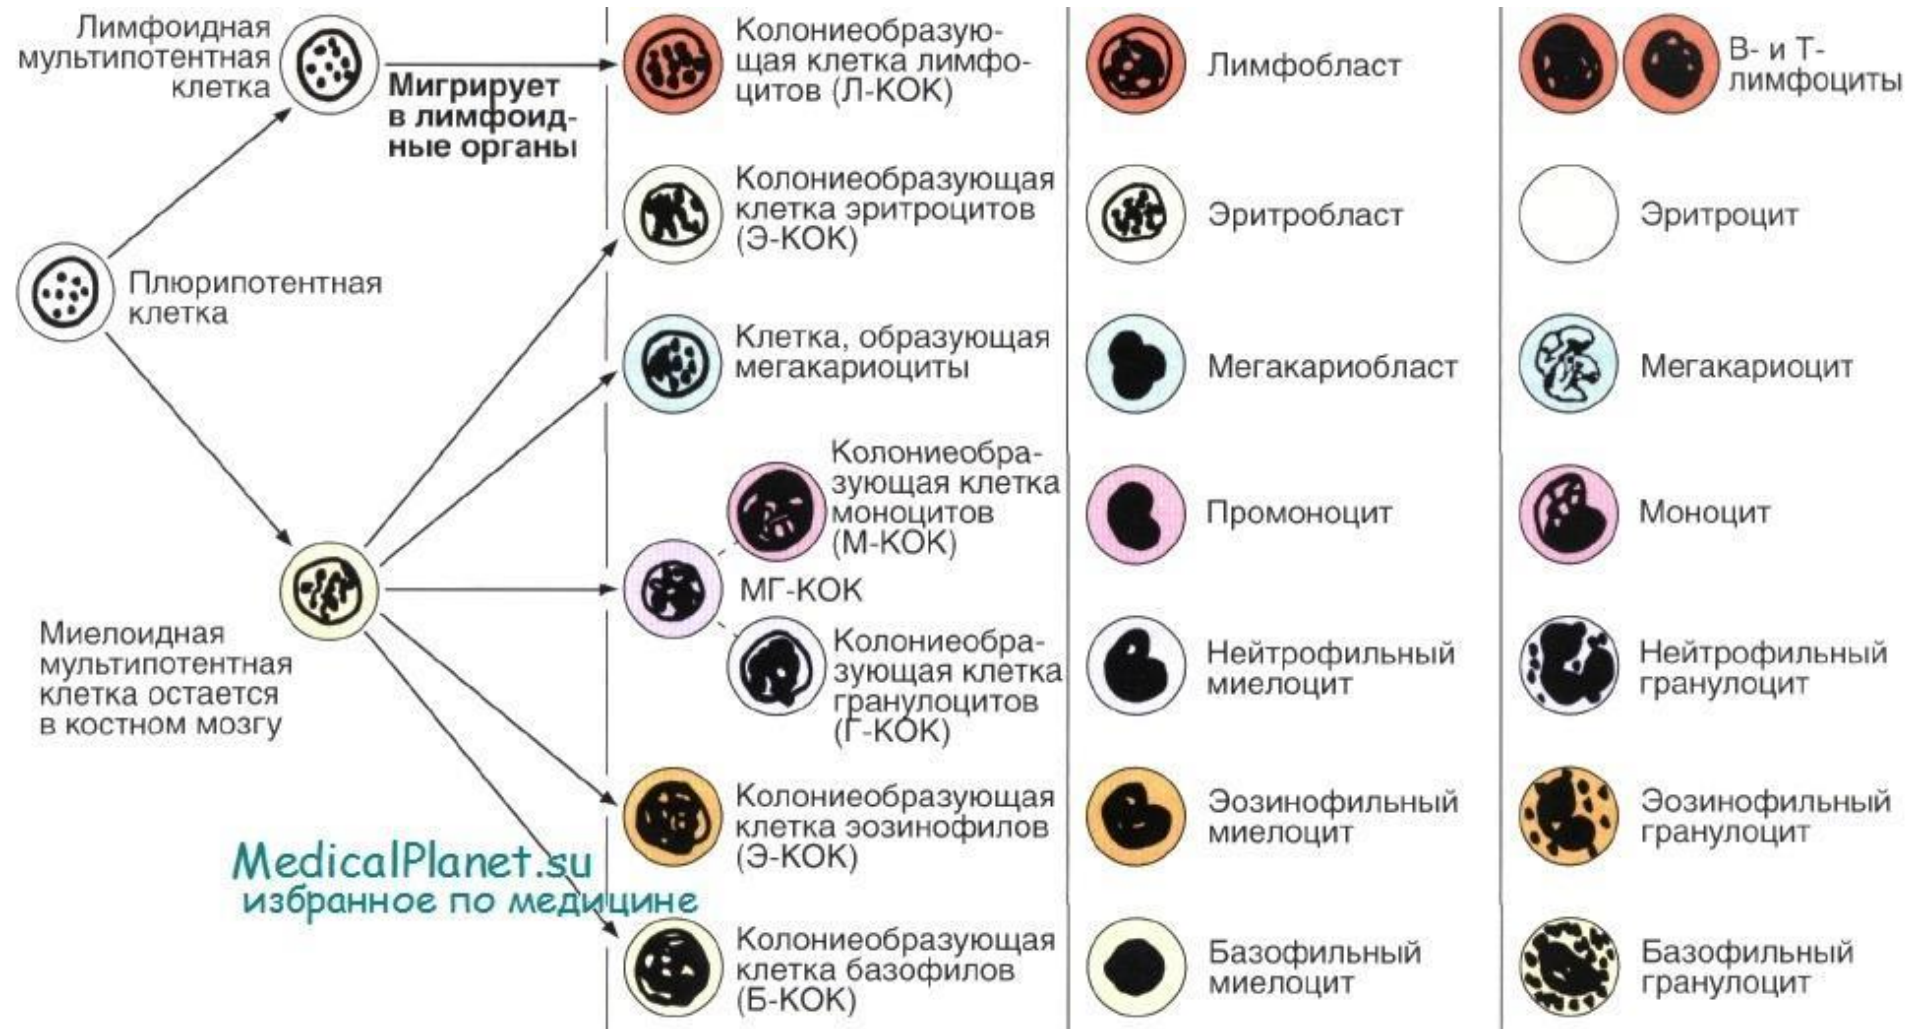 Лимфоидная
мультипотентная
клетка
Мигрирует
в лимфоид-
ные органы
Колониеобразую-
щая клетка лимфо-
цитов (Л-КОК)
Лимфобласт
В- и Т-
лимфоциты
Колониеобразующая
клетка эритроцитов
(Э-КОК)
Эритробласт
Эритроцит
Плюрипотентная
клетка
Клетка, образующая
мегакариоциты
Мегакариобласт
Мегакариоцит
Колониеобра-
зующая клетка
моноцитов
(М-КОК)
Промоноцит
Моноцит
МГ-КОК
Миелоидная
мультипотентная
клетка остается
в костном мозгу
Колониеобра-
зующая клетка
гранулоцитов
(Г-КОК)
Нейтрофильный
миелоцит
Нейтрофильный
гранулоцит
Колониеобразующая
клетка эозинофилов
(Э-КОК)
Эозинофильный
миелоцит
Эозинофильный
гранулоцит
MedicalPlanet.su
избранное по медицине
Колониеобразующая
клетка базофилов
(Б-КОК)
Базофильный
миелоцит
Базофильный
гранулоцит